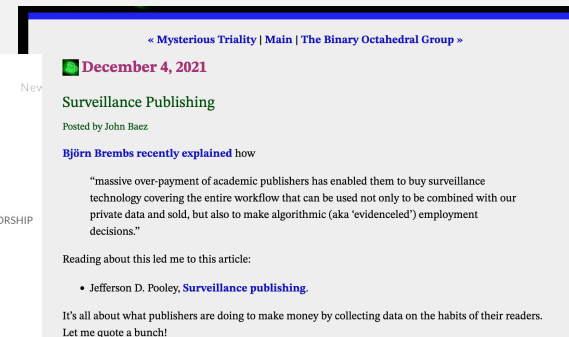 « Mysterious Triality | Main | The Binary Octahedral Group »
December 4, 2021
New
Surveillance Publishing
Posted by John Baez
Björn Brembs recently explained how
“massive over-payment of academic publishers has enabled them to buy surveillance
technology covering the entire workflow that can be used not only to be combined with our
private data and sold, but also to make algorithmic (aka ‘evidenceled’) employment
decisions.”
ORSHIP
Reading about this led me to this article:
• Jefferson D. Pooley, Surveillance publishing.
It's all about what publishers are doing to make money by collecting data on the habits of their readers.
Let me quote a bunch!